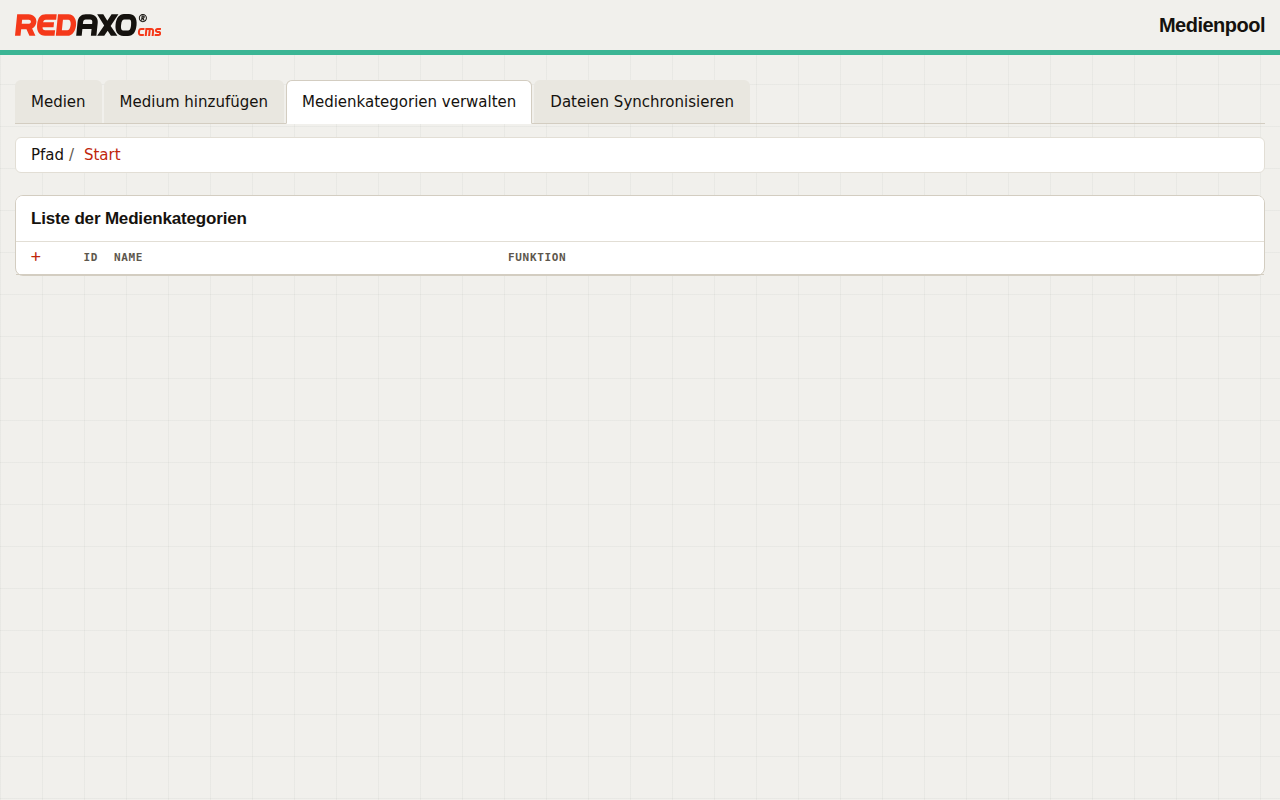 REDAXO® cms
Medienpool
Medien
Medium hinzufügen
Medienkategorien verwalten
Dateien Synchronisieren
Pfad / Start
Liste der Medienkategorien
+ ID NAME FUNKTION